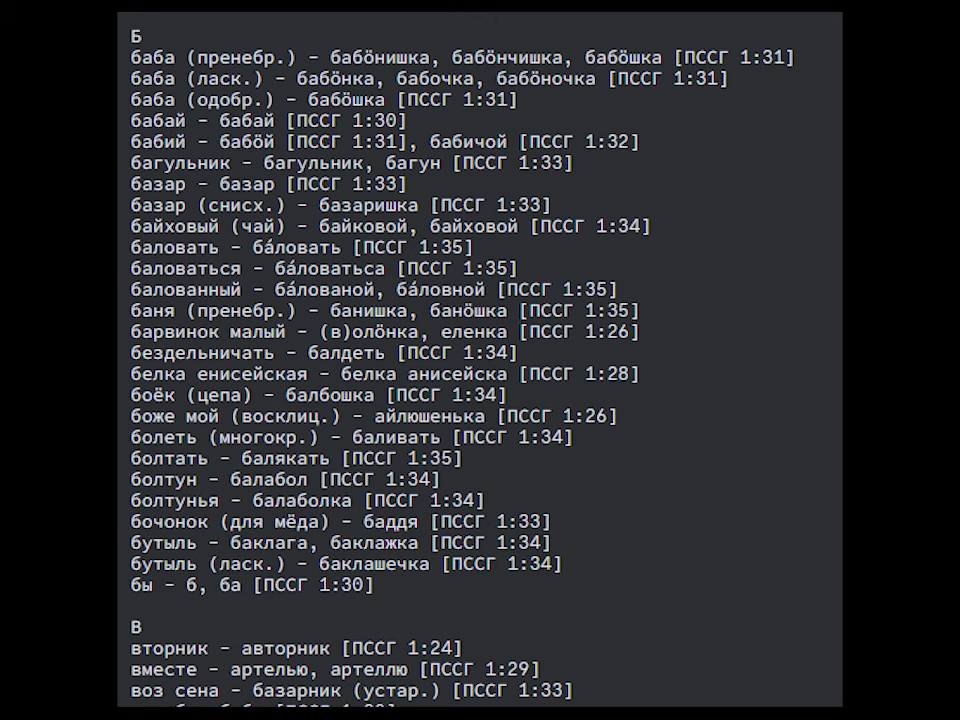 Б
баба (пренебр.) – бабӧнишка, бабӧнчишка, бабӧшка [ПССГ 1:31]
баба (ласк.) – бабӧнка, бабочка, бабӧночка [ПССГ 1:31]
баба (одобр.) – бабӧшка [ПССГ 1:31]
бабай – бабай [ПССГ 1:30]
бабий – бабӧй [ПССГ 1:31], бабичой [ПССГ 1:32]
багульник – багульник, багун [ПССГ 1:33]
базар – базар [ПССГ 1:33]
базар (снисх.) – базаришка [ПССГ 1:33]
байховый (чай) – байковой, байховой [ПССГ 1:34]
баловать – ба́ловать [ПССГ 1:35]
баловаться – ба́ловатьса [ПССГ 1:35]
балованный – ба́лованой, ба́ловной [ПССГ 1:35]
баня (пренебр.) – банишка, банӧшка [ПССГ 1:35]
барвинок малый – (в)олӧнка, еленка [ПССГ 1:26]
бездельничать – балдеть [ПССГ 1:34]
белка енисейская – белка анисейска [ПССГ 1:28]
боёк (цепа) – балбошка [ПССГ 1:34]
боже мой (восклиц.) – айлюшенька [ПССГ 1:26]
болеть (многокр.) – баливать [ПССГ 1:34]
болтать – балякать [ПССГ 1:35]
болтун – балабол [ПССГ 1:34]
болтунья – балаболка [ПССГ 1:34]
бочонок (для мёда) – баддя [ПССГ 1:33]
бутыль – баклага, баклажка [ПССГ 1:34]
бутыль (ласк.) – баклашечка [ПССГ 1:34]
бы – б, ба [ПССГ 1:30]
В
вторник – авторник [ПССГ 1:24]
вместе – артелью, артеллю [ПССГ 1:29]
воз сена – базарник (устар.) [ПССГ 1:33]